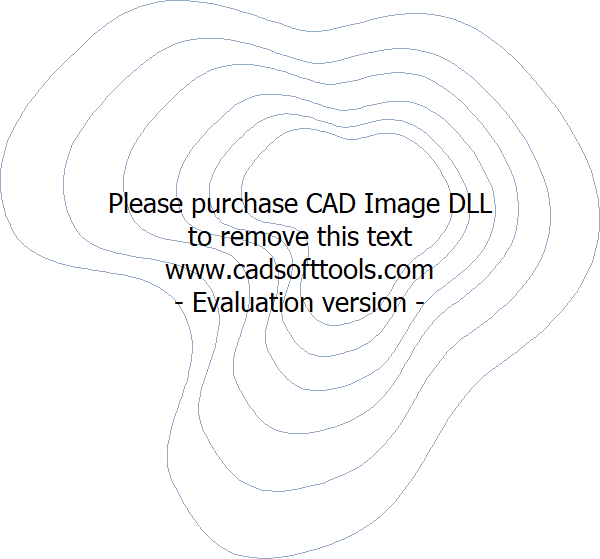 Please purchase CAD Image DLL
to remove this text
www.cadsofttools.com
- Evaluation version -